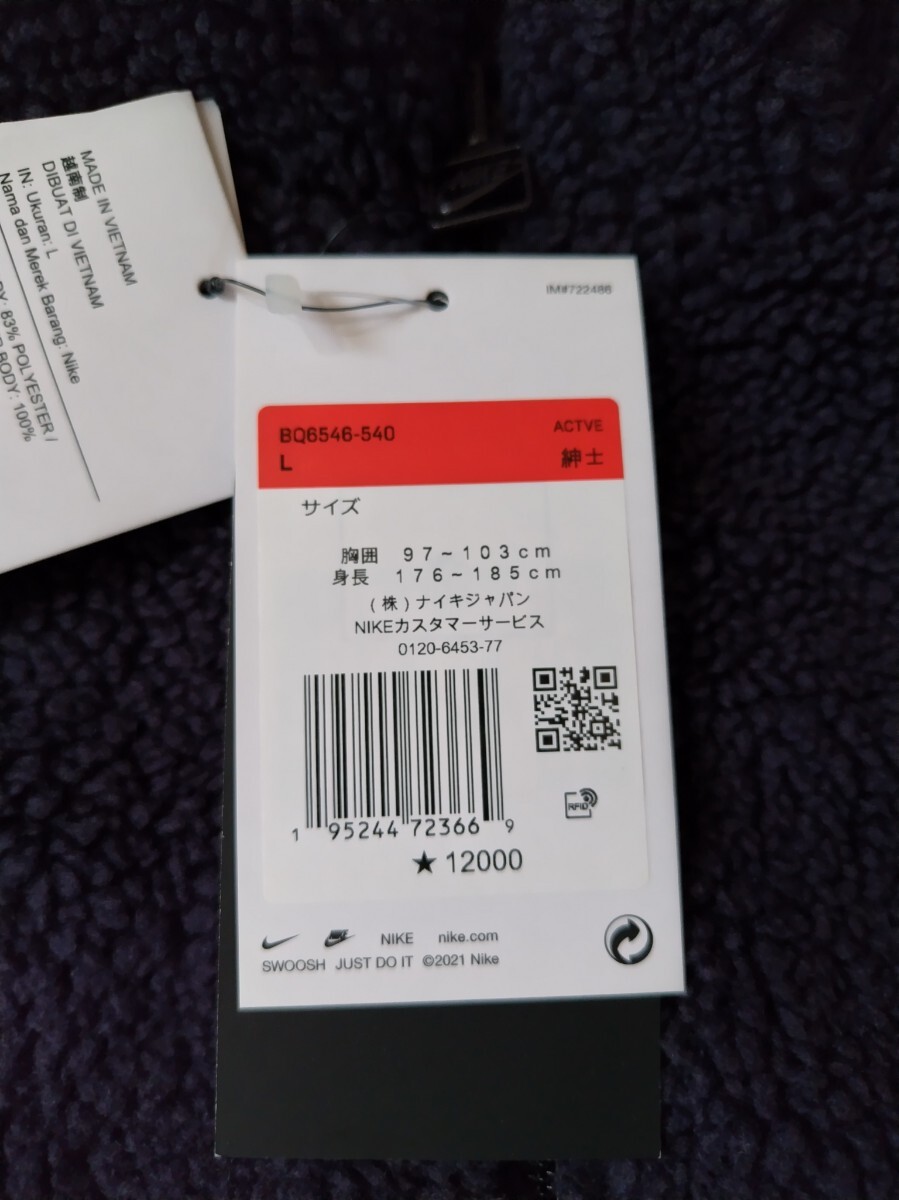 MADE IN VIETNAM
越南制
DIBUAT DI VIETNAM
IN: Ukuran: L
Nama dan Merek Barang: Nike
83% POLYESTER /
BODY: 100%
IM#722486
BQ6546-540
ACTVE
L
紳士
サイズ
胸囲 97~103cm
身長 176~185cm
(株)ナイキジャパン
NIKEカスタマーサービス
0120-6453-77
RFID
1 95244 72366 9
★12000
NIKE nike.com
SWOOSH JUST DO IT ©2021 Nike